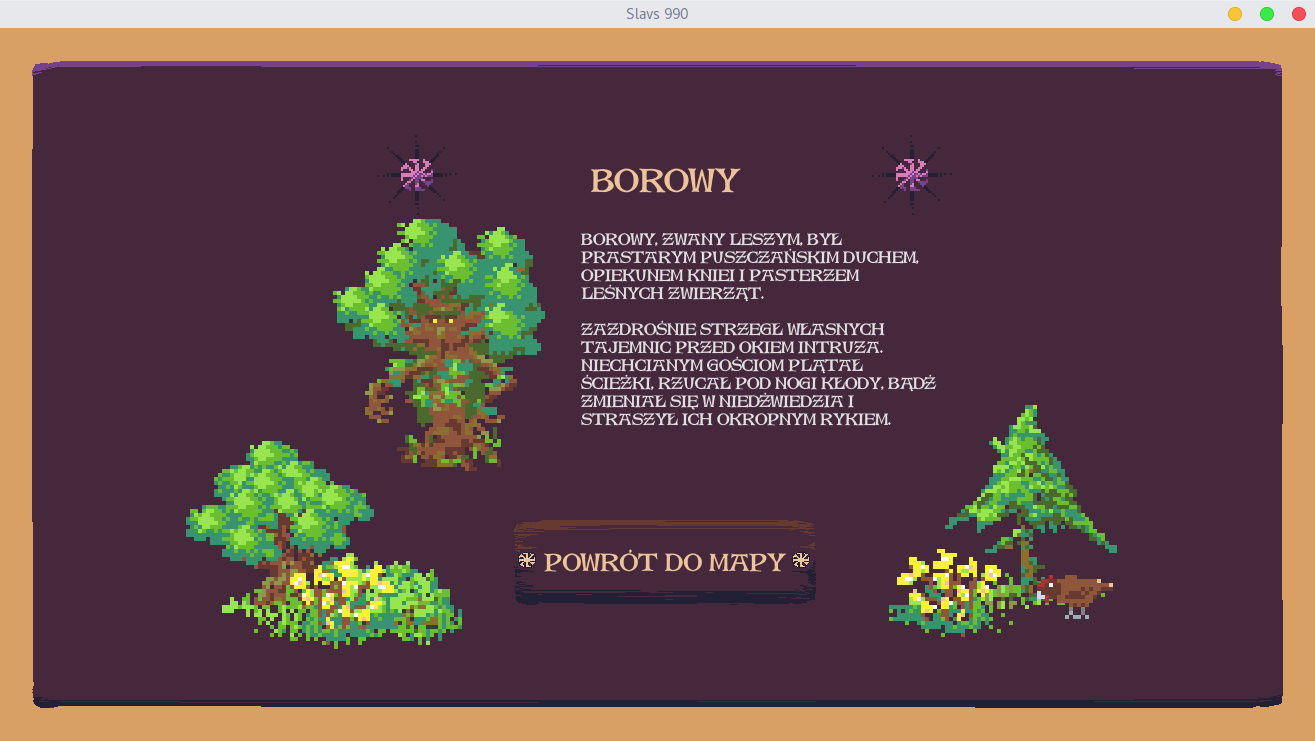 Slavs 990
BOROWY
BOROWY, ZWANY LESZYM, BYŁ
PRASTARYM PUSZCZAŃSKIM DUCHEM,
OPIEKUNEM KNIEI I PASTERZEM
LEŚNYCH ZWIERZĄT.
ZAZDROŚNIE STRZEGŁ WŁASNYCH
TAJEMNIC PRZED OKIEM INTRUZA.
NIECHCIANYM GOŚCIOM PLĄTAŁ
ŚCIEŻKI, RZUCAŁ POD NOGI KŁODY, BĄDŹ
ZMIENIAŁ SIĘ W NIEDŹWIEDZIA I
STRASZYŁ ICH OKROPNYM RYKIEM.
POWRÓT DO MAPY